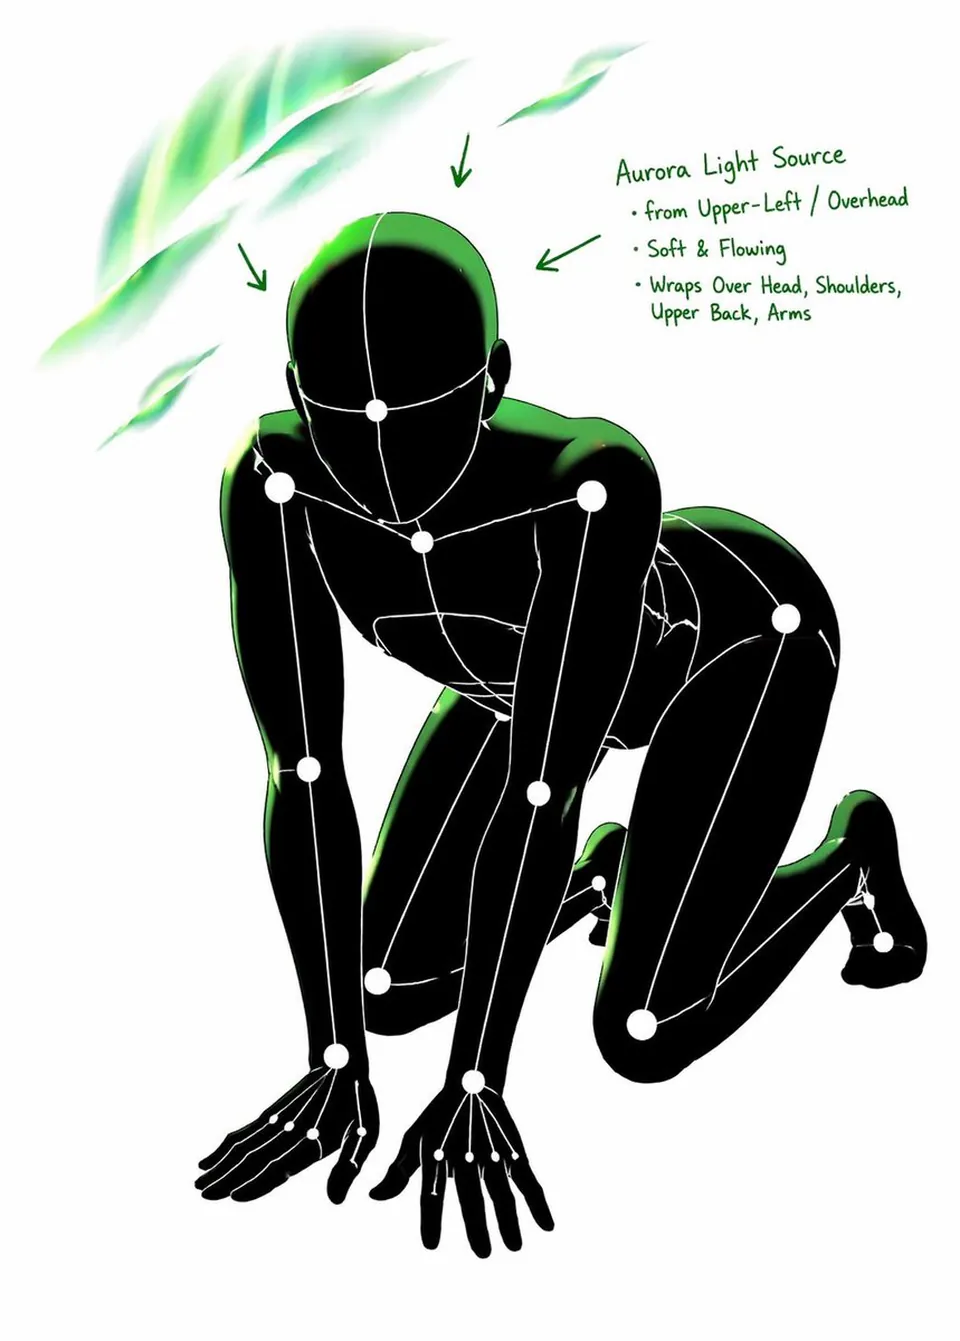 Aurora Light Source
• from Upper-Left / Overhead
• Soft & Flowing
• Wraps Over Head, Shoulders,
Upper Back, Arms